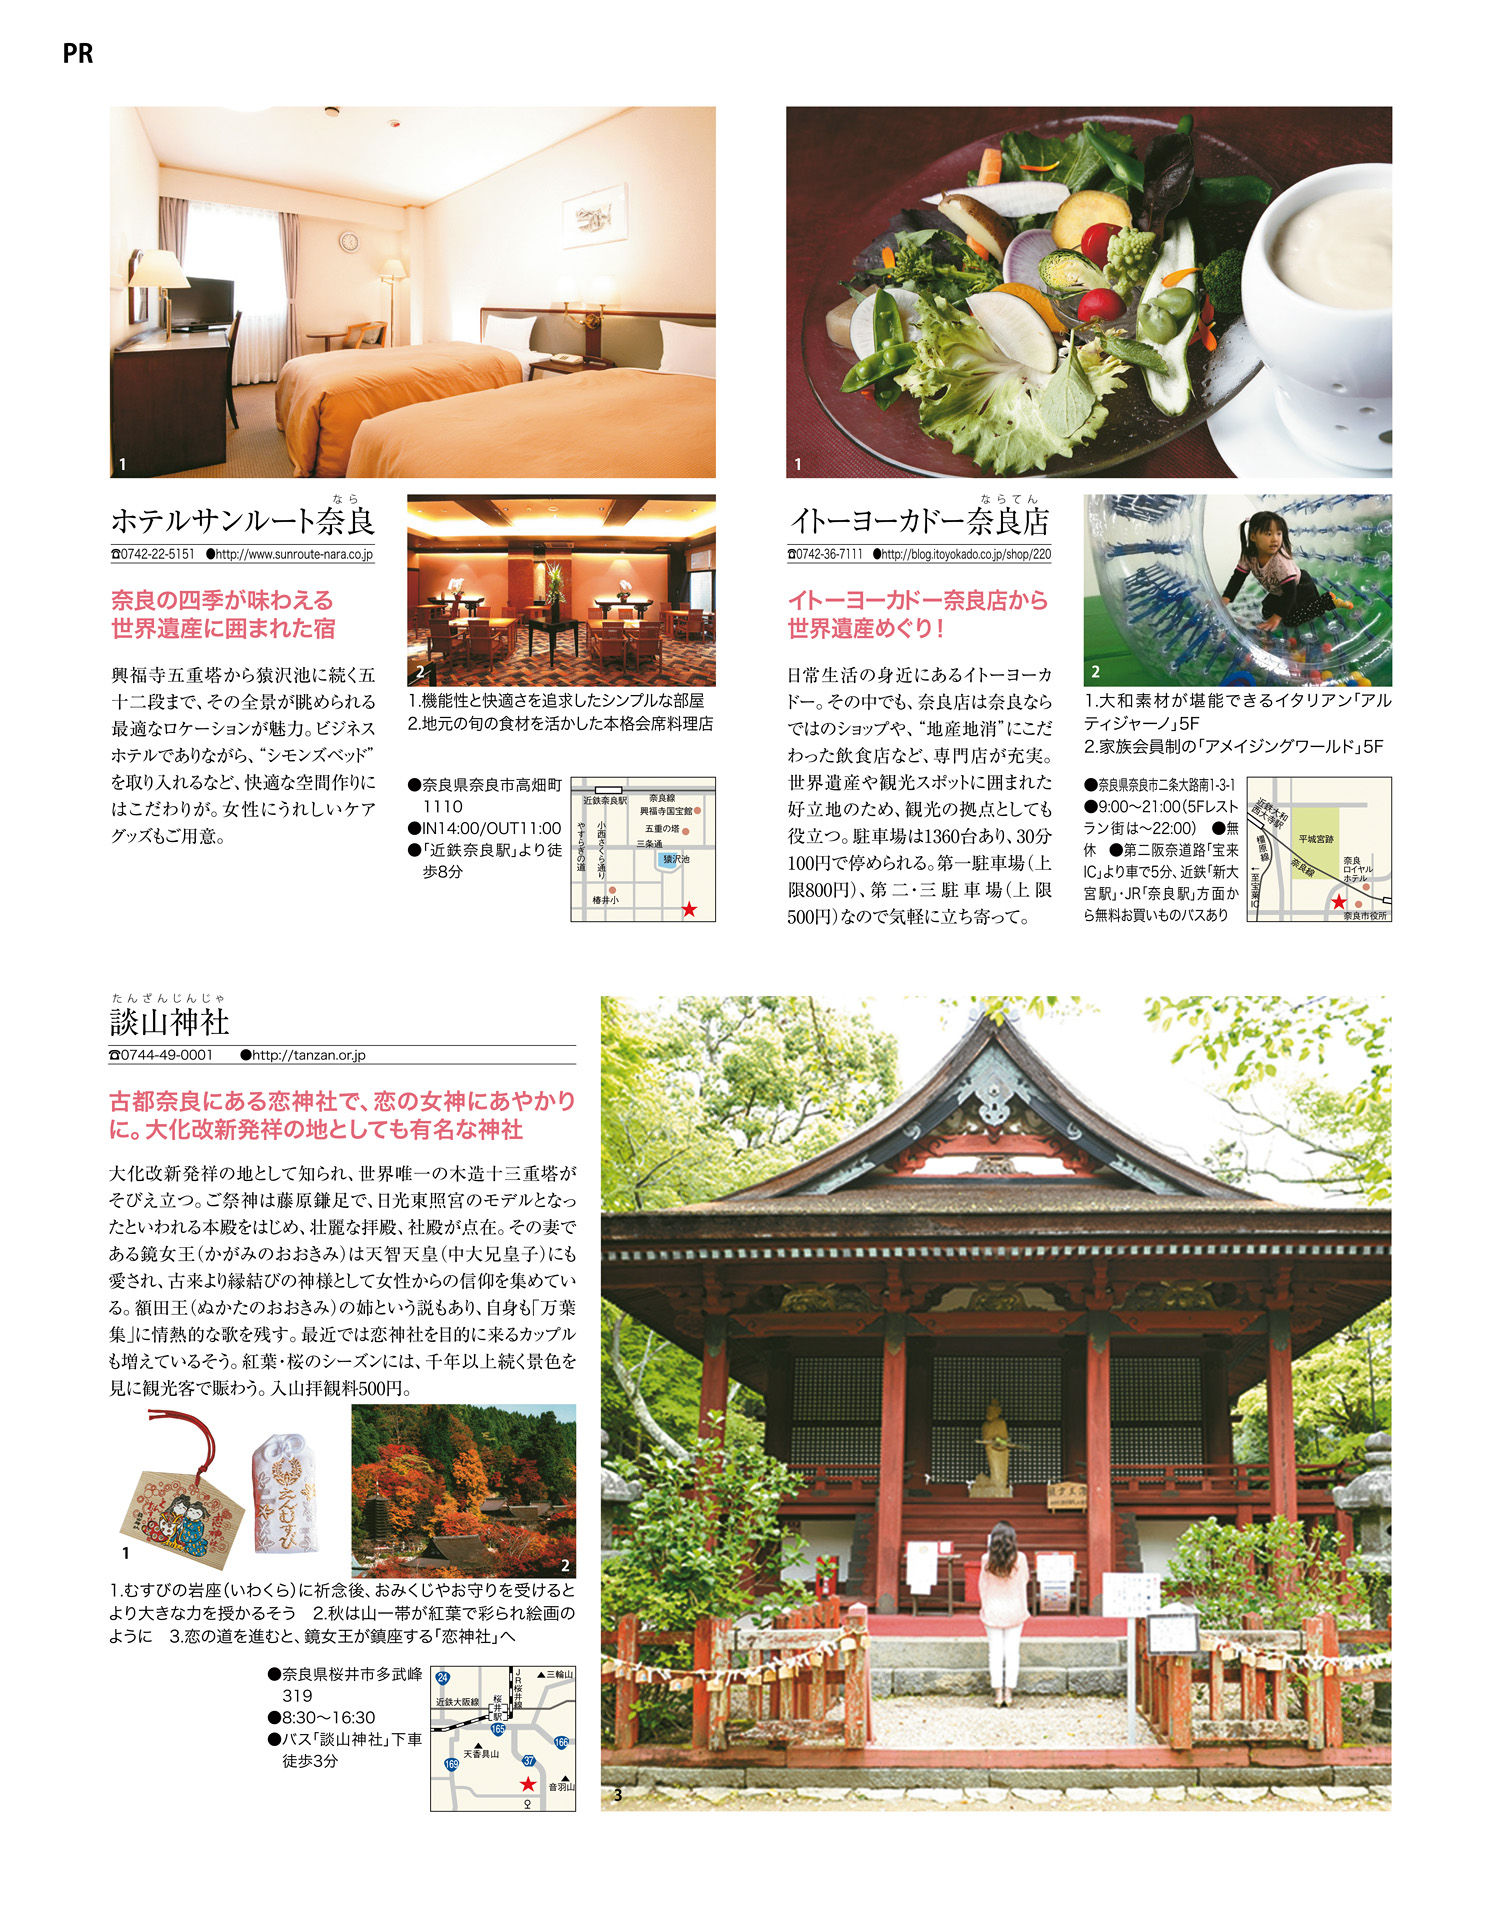 PR
1
なら
ホテルサンルート奈良
☎0742-22-5151 ●http://www.sunroute-nara.co.jp
奈良の四季が味わえる
世界遺産に囲まれた宿
興福寺五重塔から猿沢池に続く五
十二段まで、その全景が眺められる
最適なロケーションが魅力。ビジネス
ホテルでありながら、“シモンズベッド”
を取り入れるなど、快適な空間作りに
はこだわりが。女性にうれしいケア
グッズもご用意。
2
1.機能性と快適さを追求したシンプルな部屋
2.地元の旬の食材を活かした本格会席料理店
●奈良県奈良市高畑町
1110
●IN14:00/OUT11:00
●「近鉄奈良駅」より徒
歩8分
近鉄奈良駅
奈良線
興福寺国宝館
五重の塔
三条通
猿沢池
小西さくら通り
やすらぎの道
椿井小
1
ならてん
イトーヨーカドー奈良店
☎0742-36-7111 ●http://blog.itoyokado.co.jp/shop/220
イトーヨーカドー奈良店から
世界遺産めぐり！
日常生活の身近にあるイトーヨーカ
ドー。その中でも、奈良店は奈良なら
ではのショップや、“地産地消”にこだ
わった飲食店など、専門店が充実。
世界遺産や観光スポットに囲まれた
好立地のため、観光の拠点としても
役立つ。駐車場は1360台あり、30分
100円で停められる。第一駐車場（上
限800円）、第二・三駐車場（上限
500円）なので気軽に立ち寄って。
2
1.大和素材が堪能できるイタリアン「アル
ティジャーノ」5F
2.家族会員制の「アメイジングワールド」5F
●奈良県奈良市二条大路南1-3-1
●9:00〜21:00（5Fレスト
ラン街は〜22:00） ●無
休 ●第二阪奈道路「宝来
IC」より車で5分、近鉄「新大
宮駅」・JR「奈良駅」方面か
ら無料お買いものバスあり
近鉄大和
西大寺駅
平城宮跡
橿原線
奈良線
←至宝来IC
奈良
ロイヤル
ホテル
奈良市役所
たんざんじんじゃ
談山神社
☎0744-49-0001 ●http://tanzan.or.jp
古都奈良にある恋神社で、恋の女神にあやかり
に。大化改新発祥の地としても有名な神社
大化改新発祥の地として知られ、世界唯一の木造十三重塔が
そびえ立つ。ご祭神は藤原鎌足で、日光東照宮のモデルとなっ
たといわれる本殿をはじめ、壮麗な拝殿、社殿が点在。その妻で
ある鏡女王（かがみのおおきみ）は天智天皇（中大兄皇子）にも
愛され、古来より縁結びの神様として女性からの信仰を集めてい
る。額田王（ぬかたのおおきみ）の姉という説もあり、自身も「万葉
集」に情熱的な歌を残す。最近では恋神社を目的に来るカップル
も増えているそう。紅葉・桜のシーズンには、千年以上続く景色を
見に観光客で賑わう。入山拝観料500円。
恋神社
えんむすび
1
2
1.むすびの岩座（いわくら）に祈念後、おみくじやお守りを受けると
より大きな力を授かるそう 2.秋は山一帯が紅葉で彩られ絵画の
ように 3.恋の道を進むと、鏡女王が鎮座する「恋神社」へ
●奈良県桜井市多武峰
319
●8:30〜16:30
●バス「談山神社」下車
徒歩3分
24
JR桜井線
▲三輪山
近鉄大阪線
桜井駅
165
166
▲
天香具山
169
37
▲
音羽山
3